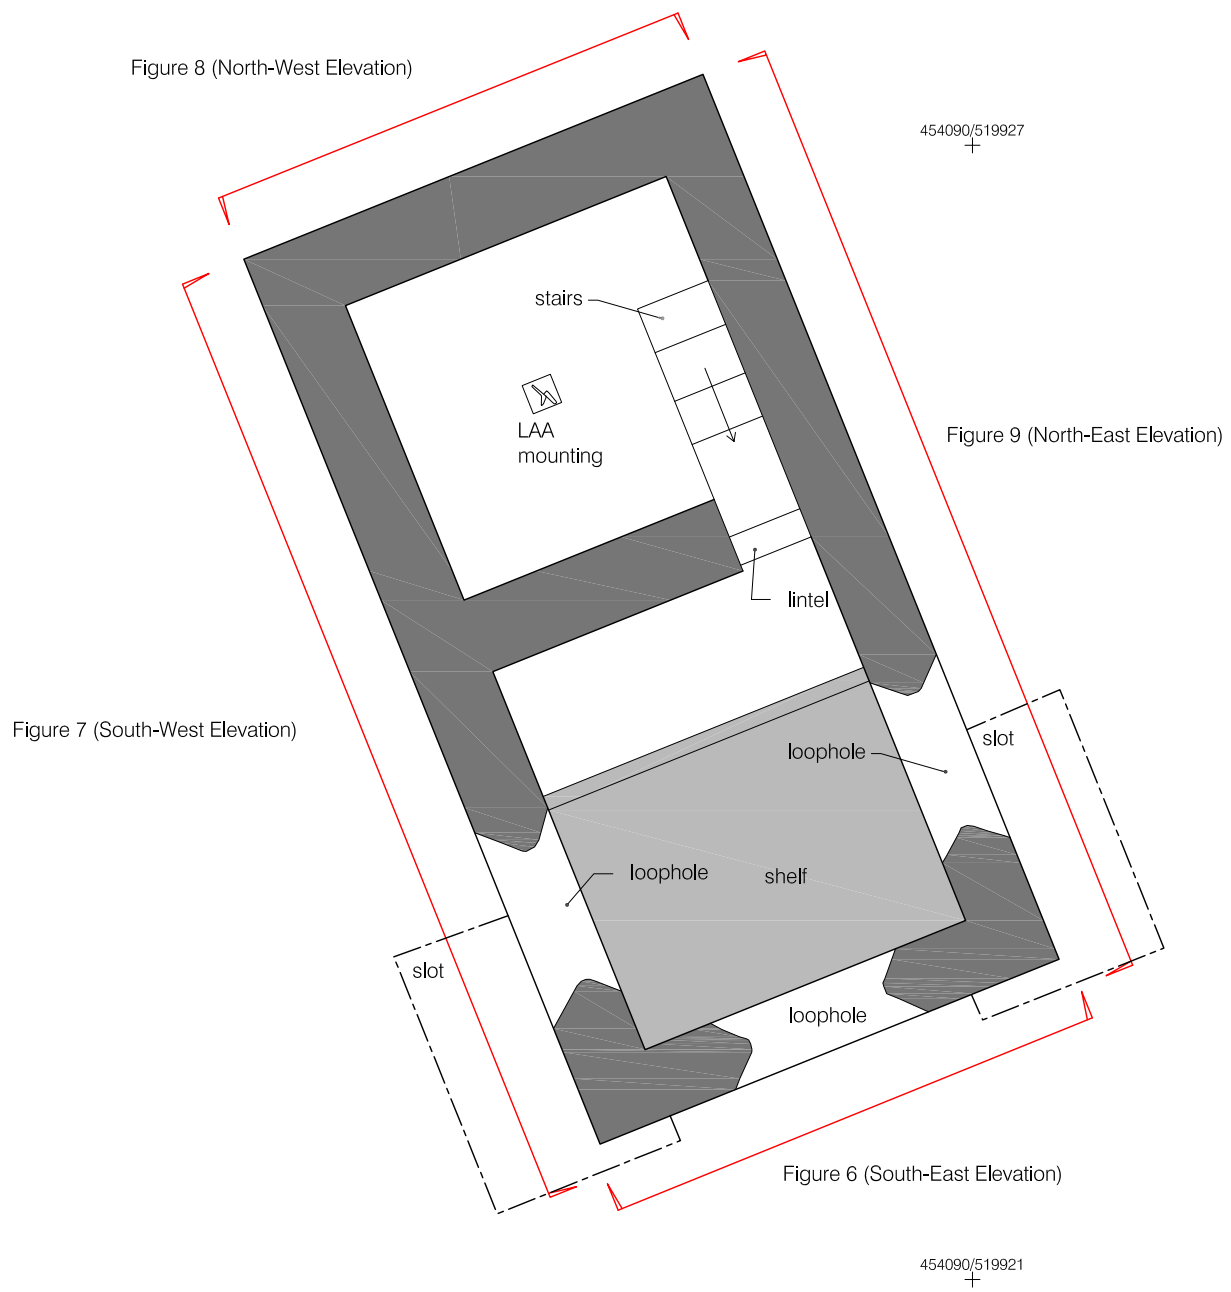 Figure 8 (North-West Elevation)
454090/519927
stairs
LAA
mounting
Figure 9 (North-East Elevation)
lintel
Figure 7 (South-West Elevation)
slot
loophole
loophole
shelf
slot
loophole
Figure 6 (South-East Elevation)
454090/519921